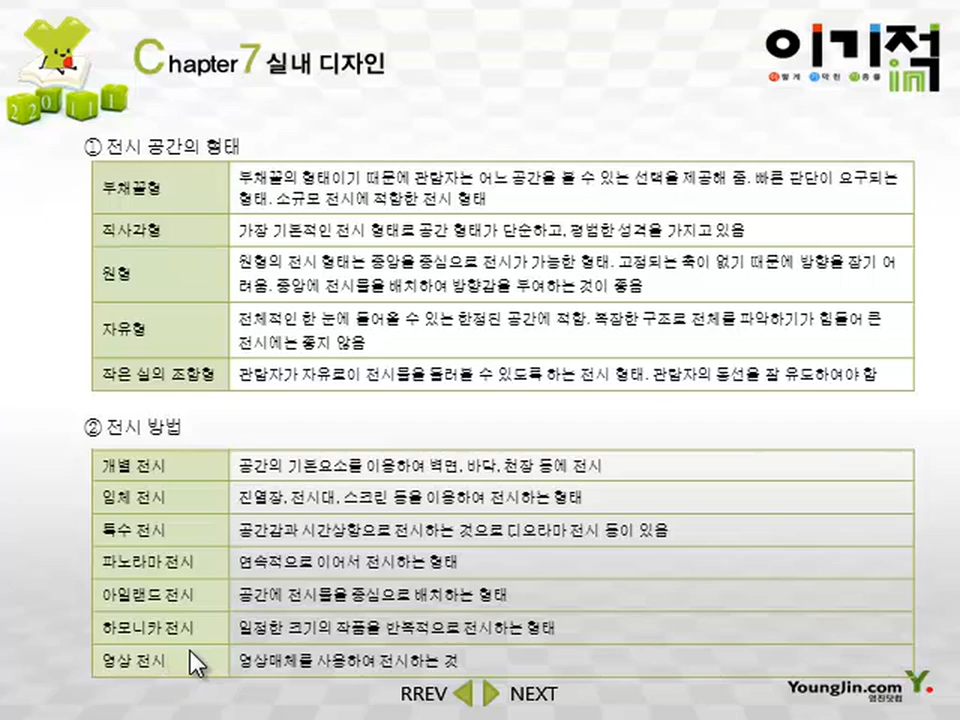 Chapter7 실내 디자인
이기적in
이렇게 기막힌 적중률
22011
① 전시 공간의 형태
부채꼴형
부채꼴의 형태이기 때문에 관람자는 어느 공간을 볼 수 있는 선택을 제공해 줌. 빠른 판단이 요구되는
형태. 소규모 전시에 적합한 전시 형태
직사각형
가장 기본적인 전시 형태로 공간 형태가 단순하고, 평범한 성격을 가지고 있음
원형
원형의 전시 형태는 중앙을 중심으로 전시가 가능한 형태. 고정되는 축이 없기 때문에 방향을 잡기 어
려움. 중앙에 전시물을 배치하여 방향감을 부여하는 것이 좋음
자유형
전체적인 한 눈에 들어올 수 있는 한정된 공간에 적합. 복잡한 구조로 전체를 파악하기가 힘들어 큰
전시에는 좋지 않음
작은 실의 조합형
관람자가 자유로이 전시물을 둘러볼 수 있도록 하는 전시 형태. 관람자의 동선을 잘 유도하여야 함
② 전시 방법
개별 전시
공간의 기본요소를 이용하여 벽면, 바닥, 천장 등에 전시
입체 전시
진열장, 전시대, 스크린 등을 이용하여 전시하는 형태
특수 전시
공간감과 시간상황으로 전시하는 것으로 디오라마 전시 등이 있음
파노라마 전시
연속적으로 이어서 전시하는 형태
아일랜드 전시
공간에 전시물을 중심으로 배치하는 형태
하모니카 전시
일정한 크기의 작품을 반복적으로 전시하는 형태
영상 전시
영상매체를 사용하여 전시하는 것
RREV NEXT
YoungJin.com Y.
영진닷컴